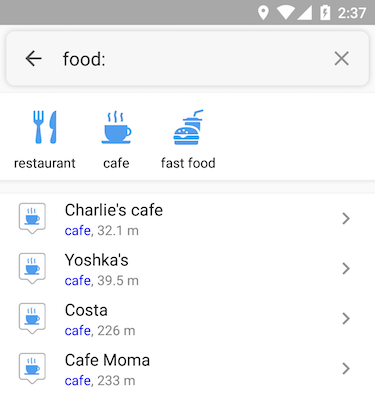 2:37
food:
restaurant cafe fast food
Charlie's cafe
cafe, 32.1 m
Yoshka's
cafe, 39.5 m
Costa
cafe, 226 m
Cafe Moma
cafe, 233 m